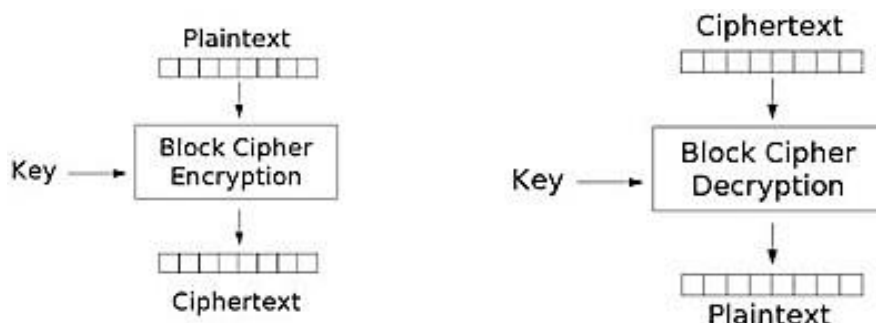 Plaintext
Block Cipher
Encryption
Key
Ciphertext
Ciphertext
Block Cipher
Decryption
Key
Plaintext